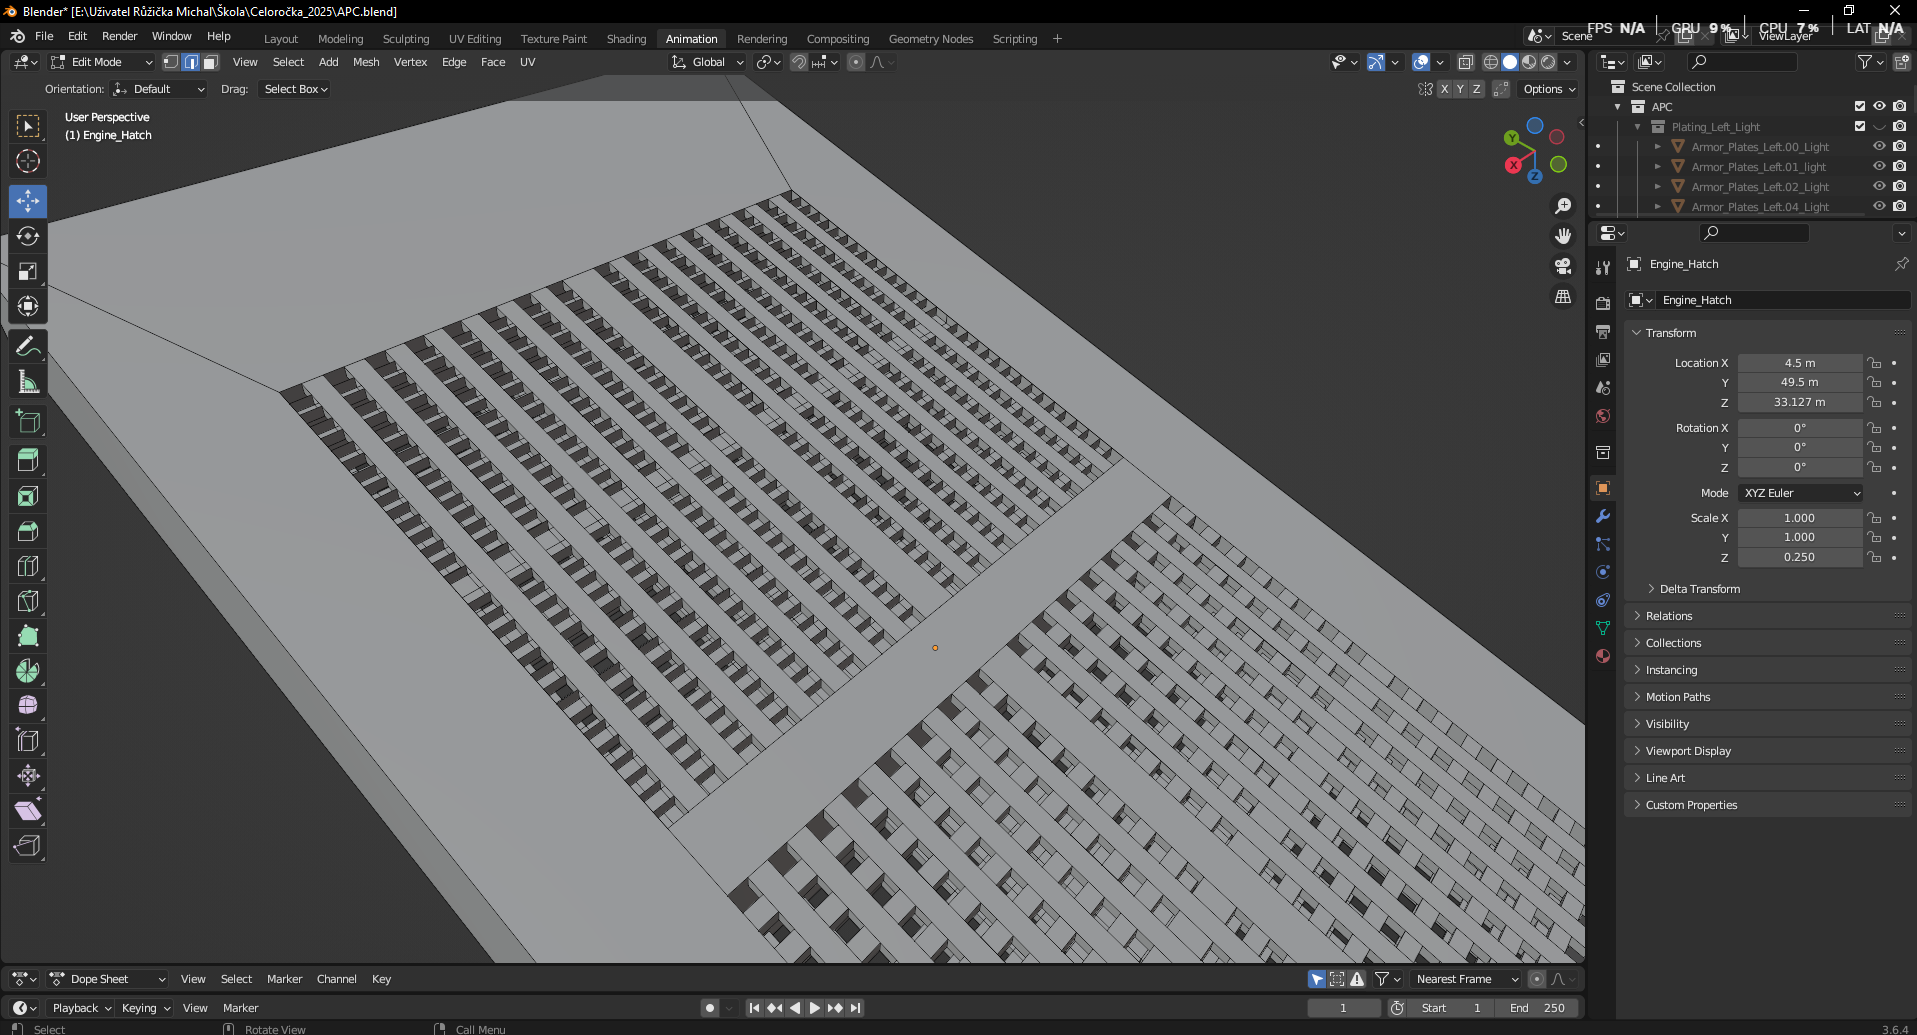 Blender* [E:\Uživatel Růžička Michal\Škola\Celoročka_2025\APC.blend]
File Edit Render Window Help Layout Modeling Sculpting UV Editing Texture Paint Shading Animation Rendering Compositing Geometry Nodes Scripting + Scene ViewLayer
FPS N/A GRU 9% CPU 7% LAT N/A
Edit Mode View Select Add Mesh Vertex Edge Face UV Global
Orientation: Default Drag: Select Box X Y Z Options
User Perspective
(1) Engine_Hatch
Y
X
Z
Scene Collection
APC
Plating_Left_Light
Armor_Plates_Left.00_Light
Armor_Plates_Left.01_light
Armor_Plates_Left.02_Light
Armor_Plates_Left.04_Light
Engine_Hatch
Engine_Hatch
Transform
Location X 4.5 m
Y 49.5 m
Z 33.127 m
Rotation X 0°
Y 0°
Z 0°
Mode XYZ Euler
Scale X 1.000
Y 1.000
Z 0.250
Delta Transform
Relations
Collections
Instancing
Motion Paths
Visibility
Viewport Display
Line Art
Custom Properties
Dope Sheet View Select Marker Channel Key Nearest Frame
Playback Keying View Marker 1 Start 1 End 250
Select Rotate View Call Menu 3.6.4